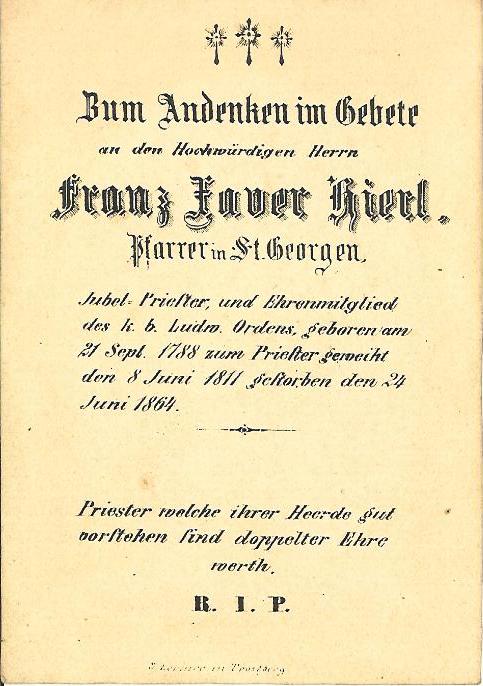 Zum Andenken im Gebete
an den Hochwürdigen Herrn
Franz Xaver Hierl.
Pfarrer in St. Georgen,
Jubel-Priester, und Ehrenmitglied
des k. b. Ludw. Ordens, geboren am
21 Sept. 1788 zum Priester geweiht
den 8 Juni 1811 gestorben den 24
Juni 1864.
Priester welche ihrer Heerde gut
vorstehen sind doppelter Ehre
werth.
R. I. P.
in Trostberg